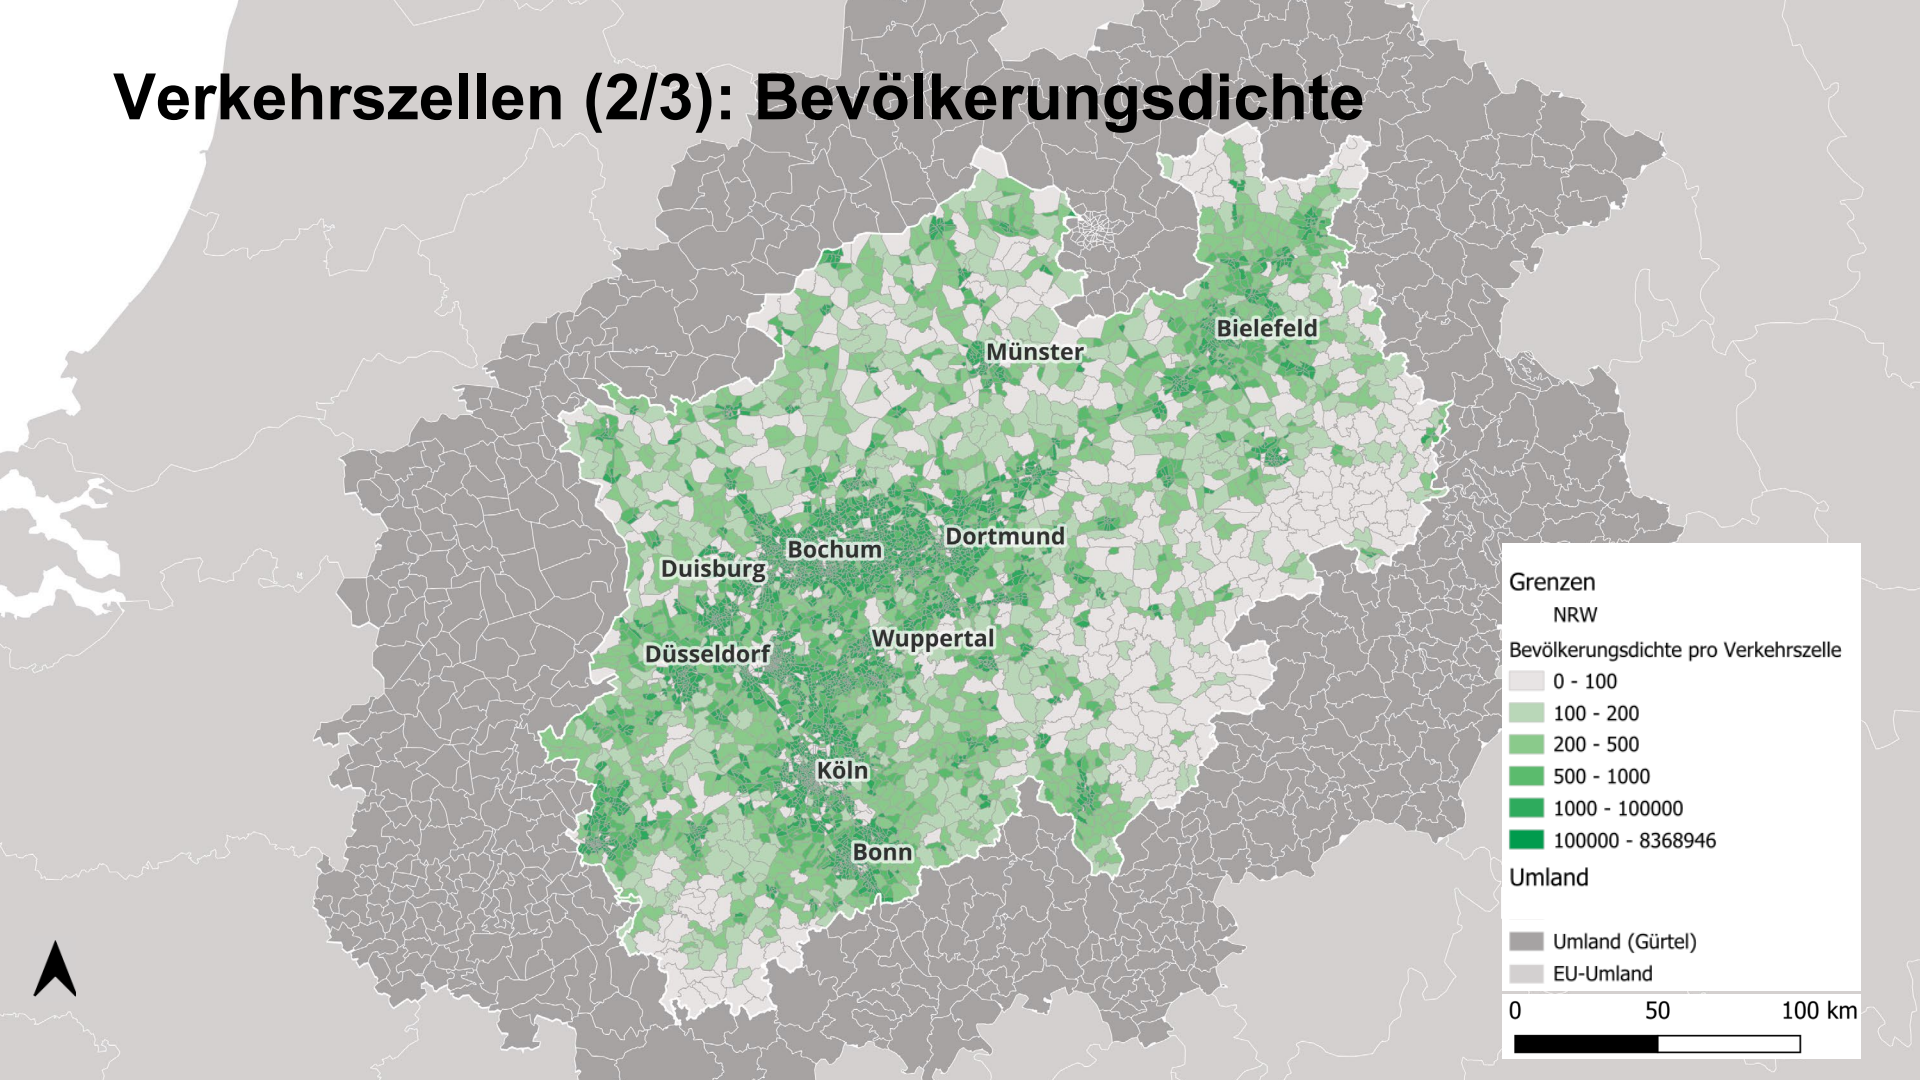 Verkehrszellen (2/3): Bevölkerungsdichte
Bielefeld
Münster
Dortmund
Bochum
Duisburg
Wuppertal
Düsseldorf
Köln
Bonn
Grenzen
NRW
Bevölkerungsdichte pro Verkehrszelle
0 - 100
100 - 200
200 - 500
500 - 1000
1000 - 100000
100000 - 8368946
Umland
Umland (Gürtel)
EU-Umland
0 50 100 km